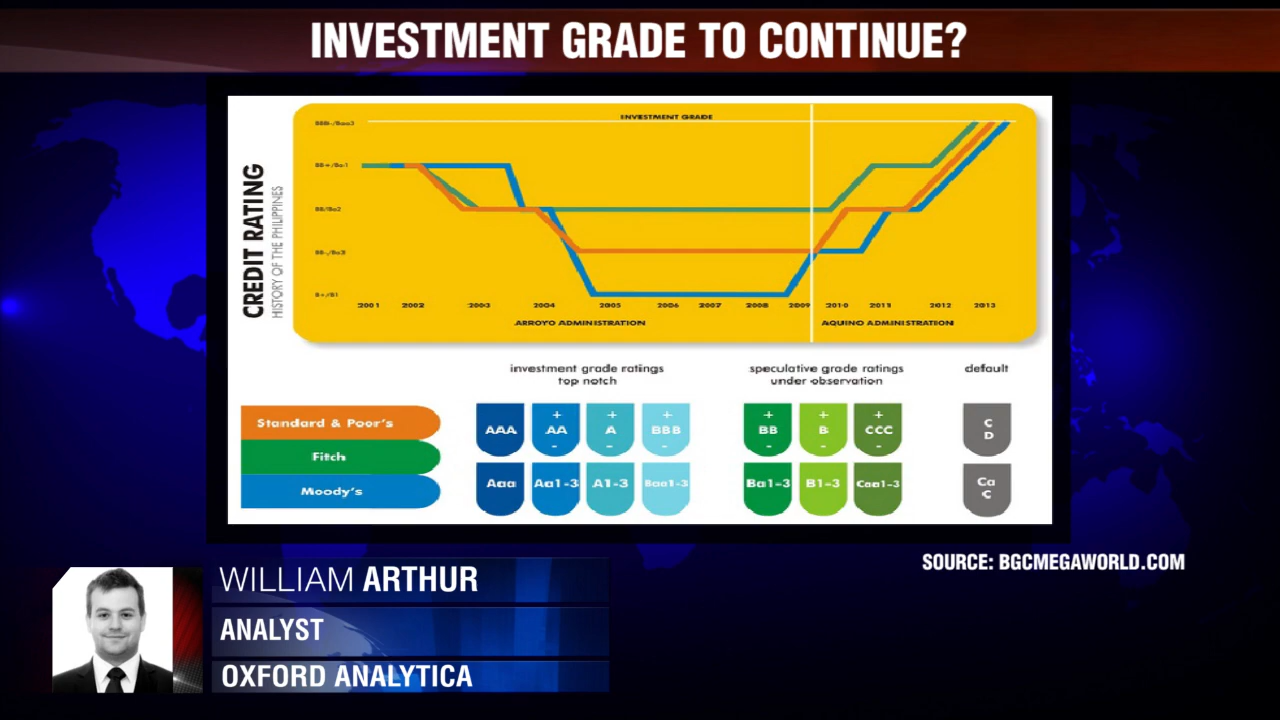 INVESTMENT GRADE TO CONTINUE?
CREDIT RATING
HISTORY OF THE PHILIPPINES
INVESTMENT GRADE
BBB-/Baa3
BB+/Ba1
BB/Ba2
BB-/Ba3
B+/B1
2001 2002 2003 2004 2005 2006 2007 2008 2009 2010 2011 2012 2013
ARROYO ADMINISTRATION AQUINO ADMINISTRATION
investment grade ratings speculative grade ratings default
top notch under observation
Standard & Poor's
Fitch
Moody's
+ + + + + +
AAA AA A BBB BB B CCC C
- - - - - - D
Aaa Aa1-3 A1-3 Baa1-3 Ba1-3 B1-3 Caa1-3 Ca
C
SOURCE: BGCMEGAWORLD.COM
WILLIAM ARTHUR
ANALYST
OXFORD ANALYTICA